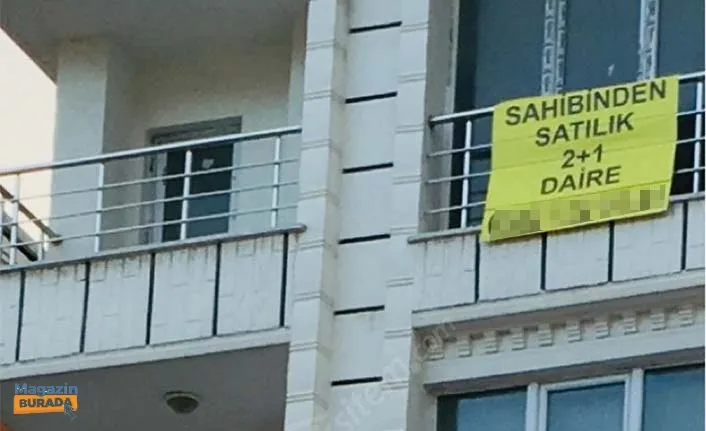 SAHIBINDEN
SATILIK
2+1
DAİRE
Magazin
BURADA